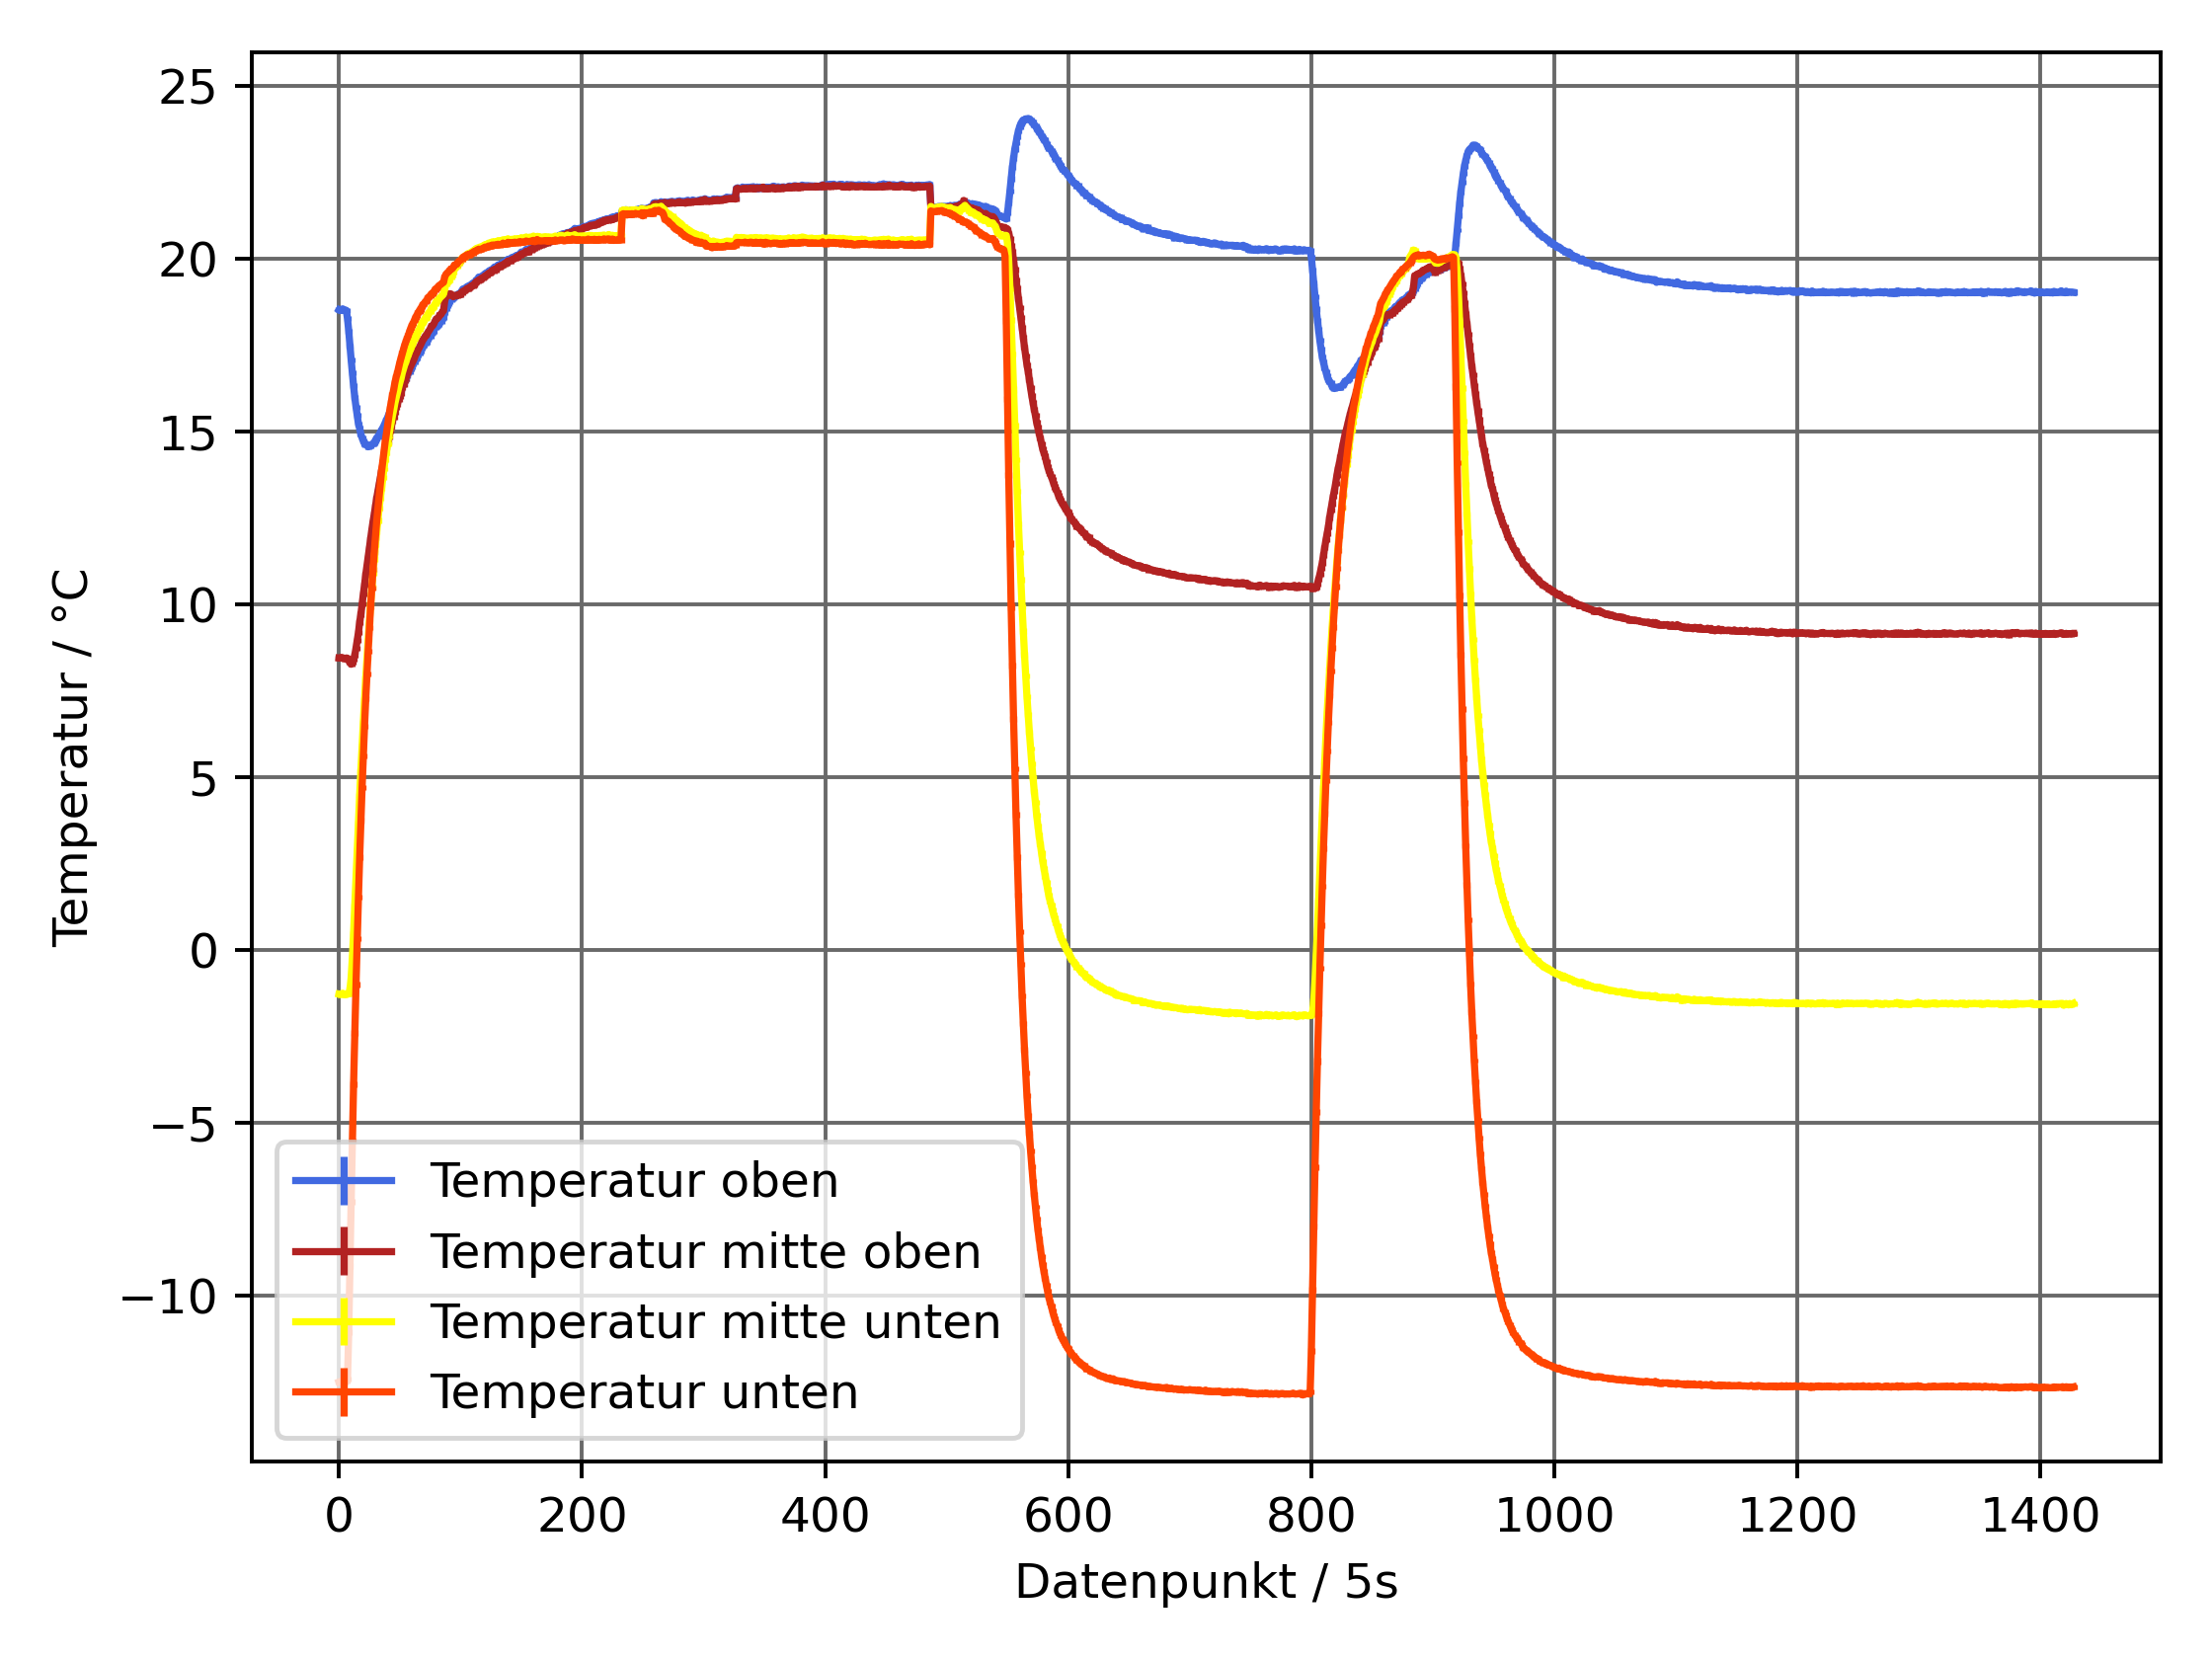 25
20
15
10
5
0
−5
−10
Temperatur / °C
Temperatur oben
Temperatur mitte oben
Temperatur mitte unten
Temperatur unten
0 200 400 600 800 1000 1200 1400
Datenpunkt / 5s